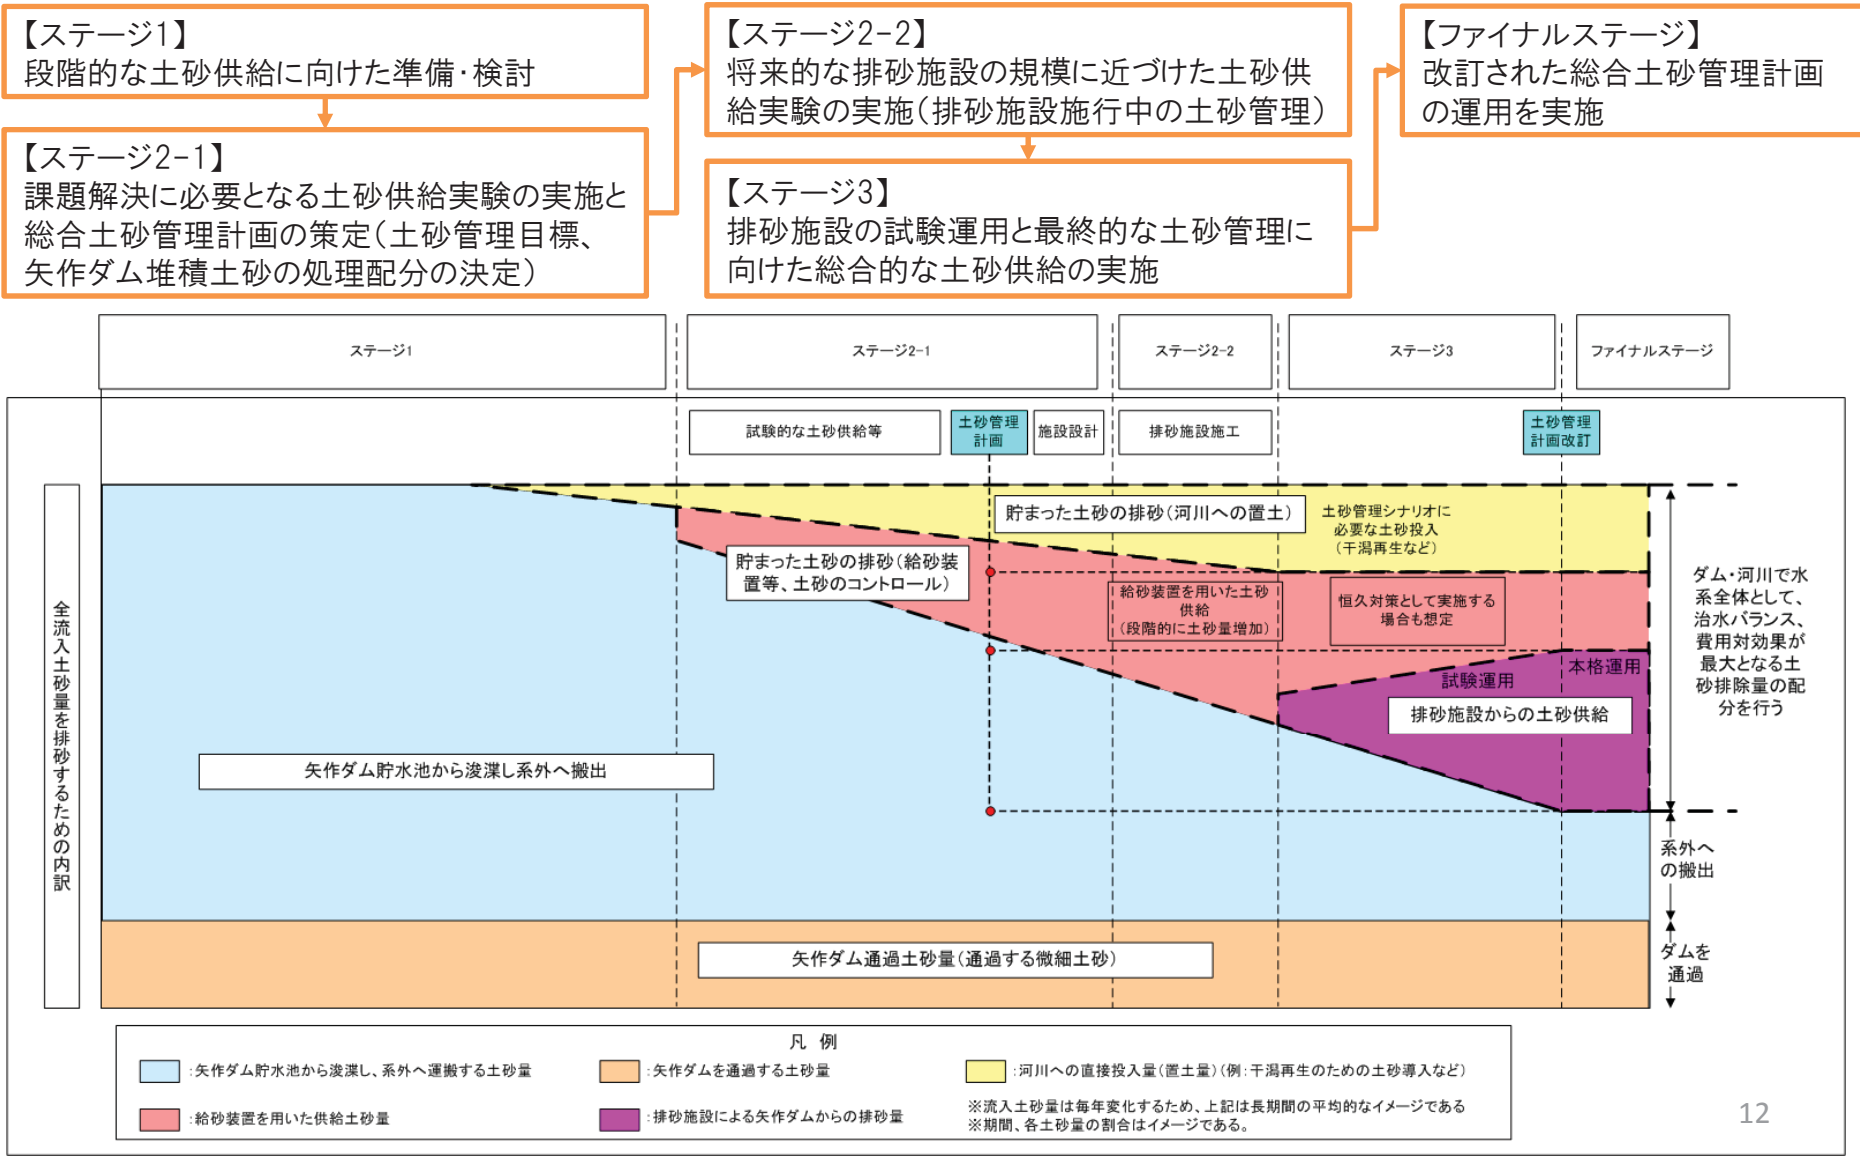 【ステージ1】
段階的な土砂供給に向けた準備・検討
【ステージ2-1】
課題解決に必要となる土砂供給実験の実施と
総合土砂管理計画の策定(土砂管理目標、
矢作ダム堆積土砂の処理配分の決定)
【ステージ2-2】
将来的な排砂施設の規模に近づけた土砂供
給実験の実施(排砂施設施行中の土砂管理)
【ステージ3】
排砂施設の試験運用と最終的な土砂管理に
向けた総合的な土砂供給の実施
【ファイナルステージ】
改訂された総合土砂管理計画
の運用を実施
ステージ1
ステージ2-1
ステージ2-2
ステージ3
ファイナルステージ
試験的な土砂供給等
土砂管理
計画
施設設計
排砂施設施工
土砂管理
計画改訂
全流入土砂量を排砂するための内訳
貯まった土砂の排砂(河川への置土)
土砂管理シナリオに
必要な土砂投入
(干潟再生など)
貯まった土砂の排砂(給砂装
置等、土砂のコントロール)
給砂装置を用いた土砂
供給
(段階的に土砂量増加)
恒久対策として実施する
場合も想定
試験運用
本格運用
排砂施設からの土砂供給
矢作ダム貯水池から浚渫し系外へ搬出
矢作ダム通過土砂量(通過する微細土砂)
ダム・河川で水
系全体として、
治水バランス、
費用対効果が
最大となる土
砂排除量の配
分を行う
系外へ
の搬出
ダムを
通過
凡 例
:矢作ダム貯水池から浚渫し、系外へ運搬する土砂量
:矢作ダムを通過する土砂量
:河川への直接投入量(置土量)(例:干潟再生のための土砂導入など)
:給砂装置を用いた供給土砂量
:排砂施設による矢作ダムからの排砂量
※流入土砂量は毎年変化するため、上記は長期間の平均的なイメージである
※期間、各土砂量の割合はイメージである。
12